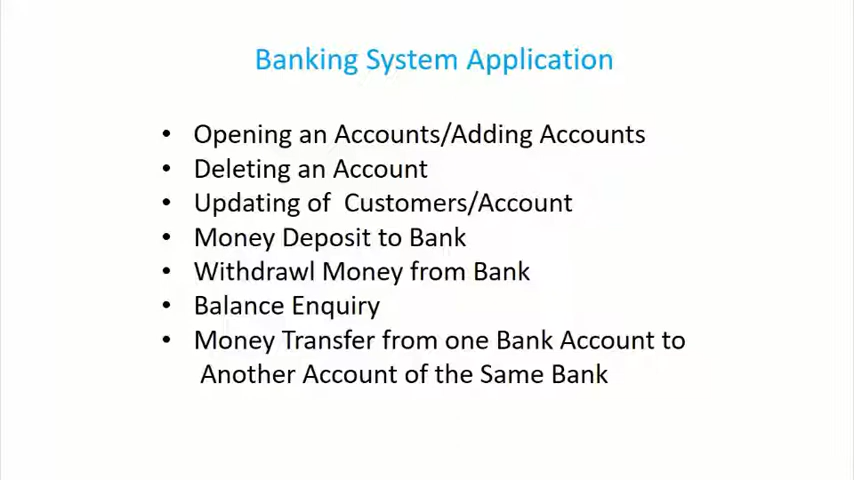 Banking System Application
• Opening an Accounts/Adding Accounts
• Deleting an Account
• Updating of Customers/Account
• Money Deposit to Bank
• Withdrawl Money from Bank
• Balance Enquiry
• Money Transfer from one Bank Account to
Another Account of the Same Bank